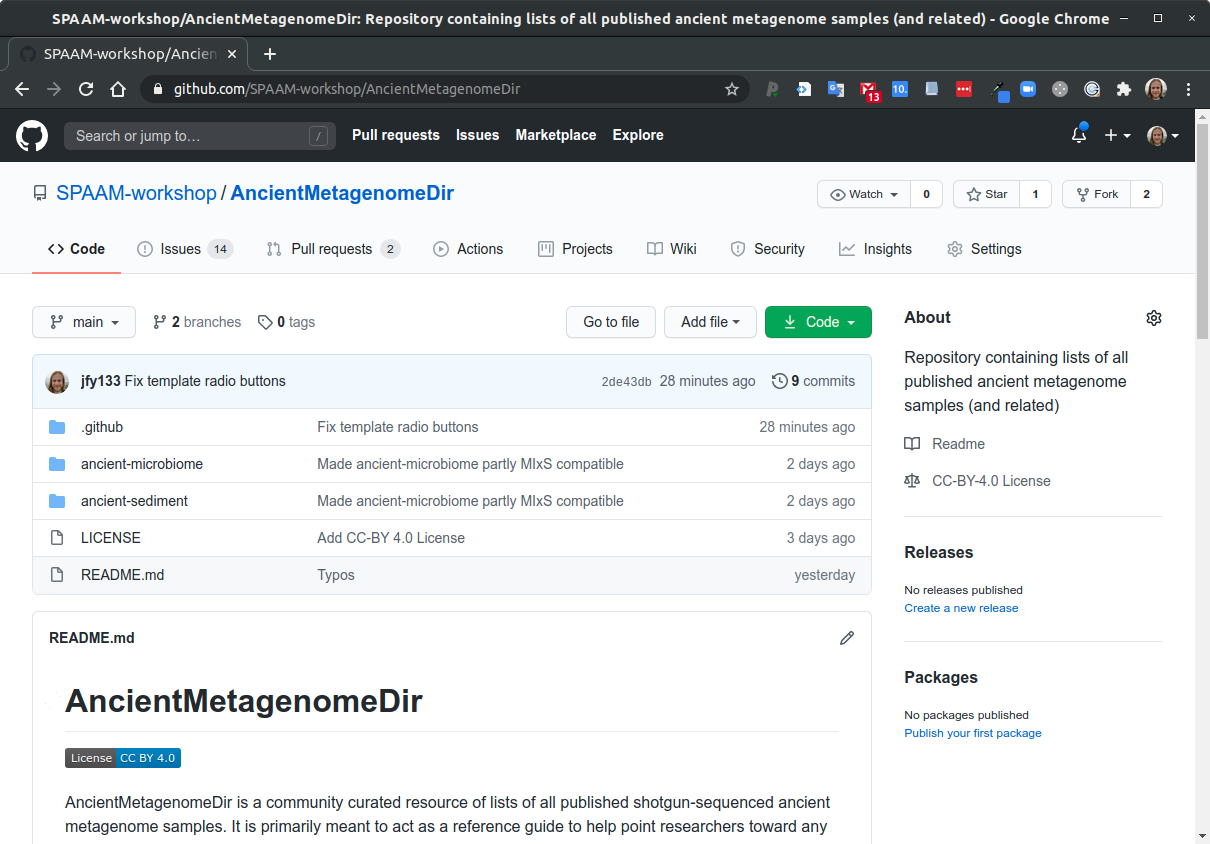 SPAAM-workshop/AncientMetagenomeDir: Repository containing lists of all published ancient metagenome samples (and related) - Google Chrome
SPAAM-workshop/Ancien
github.com/SPAAM-workshop/AncientMetagenomeDir
13
10.
Search or jump to…
/
Pull requests
Issues
Marketplace
Explore
SPAAM-workshop / AncientMetagenomeDir
Watch 0
Star 1
Fork 2
Code
Issues 14
Pull requests 2
Actions
Projects
Wiki
Security
Insights
Settings
main
2 branches
0 tags
Go to file
Add file
Code
jfy133 Fix template radio buttons 2de43db 28 minutes ago 9 commits
.github Fix template radio buttons 28 minutes ago
ancient-microbiome Made ancient-microbiome partly MIxS compatible 2 days ago
ancient-sediment Made ancient-microbiome partly MIxS compatible 2 days ago
LICENSE Add CC-BY 4.0 License 3 days ago
README.md Typos yesterday
README.md
AncientMetagenomeDir
License CC BY 4.0
AncientMetagenomeDir is a community curated resource of lists of all published shotgun-sequenced ancient
metagenome samples. It is primarily meant to act as a reference guide to help point researchers toward any
About
Repository containing lists of all
published ancient metagenome
samples (and related)
Readme
CC-BY-4.0 License
Releases
No releases published
Create a new release
Packages
No packages published
Publish your first package